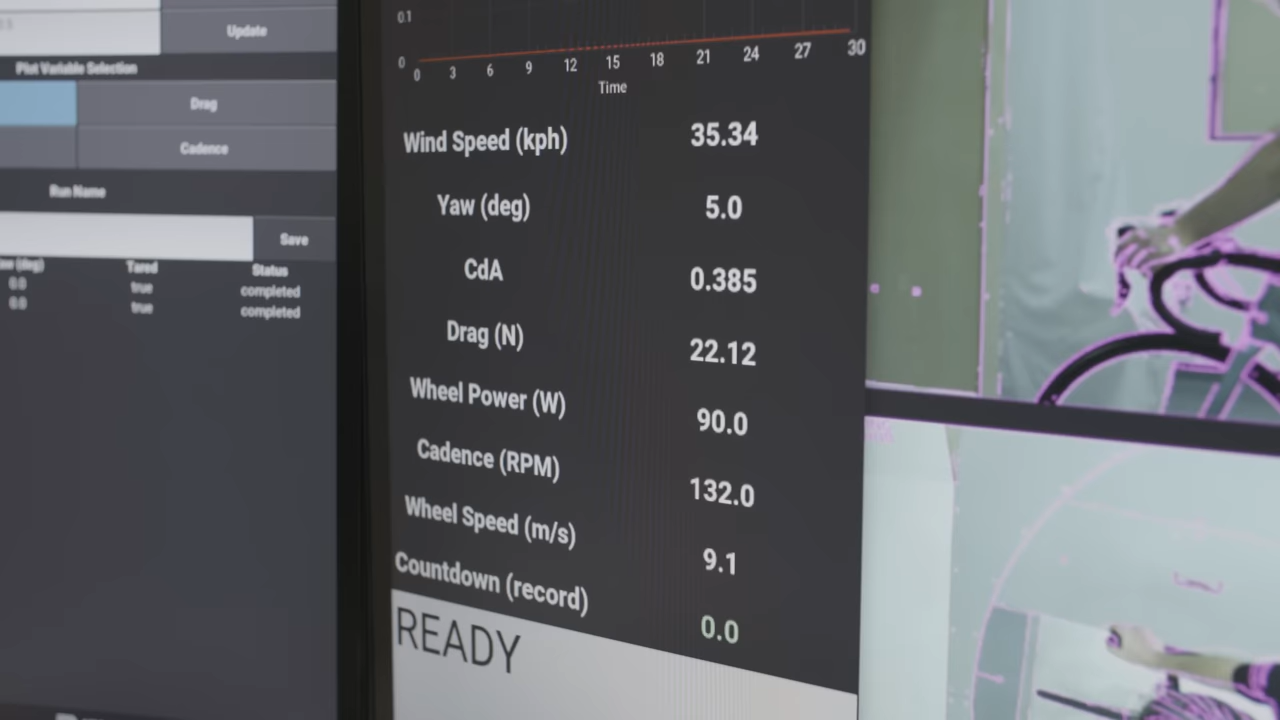 Update
Plot Variable Selection
Drag
Cadence
Run Name
Save
Tared Status
0.0 true completed
0.0 true completed
0.1
0
0 3 6 9 12 15 18 21 24 27 30
Time
Wind Speed (kph) 35.34
Yaw (deg) 5.0
CdA 0.385
Drag (N) 22.12
Wheel Power (W) 90.0
Cadence (RPM) 132.0
Wheel Speed (m/s) 9.1
Countdown (record) 0.0
READY